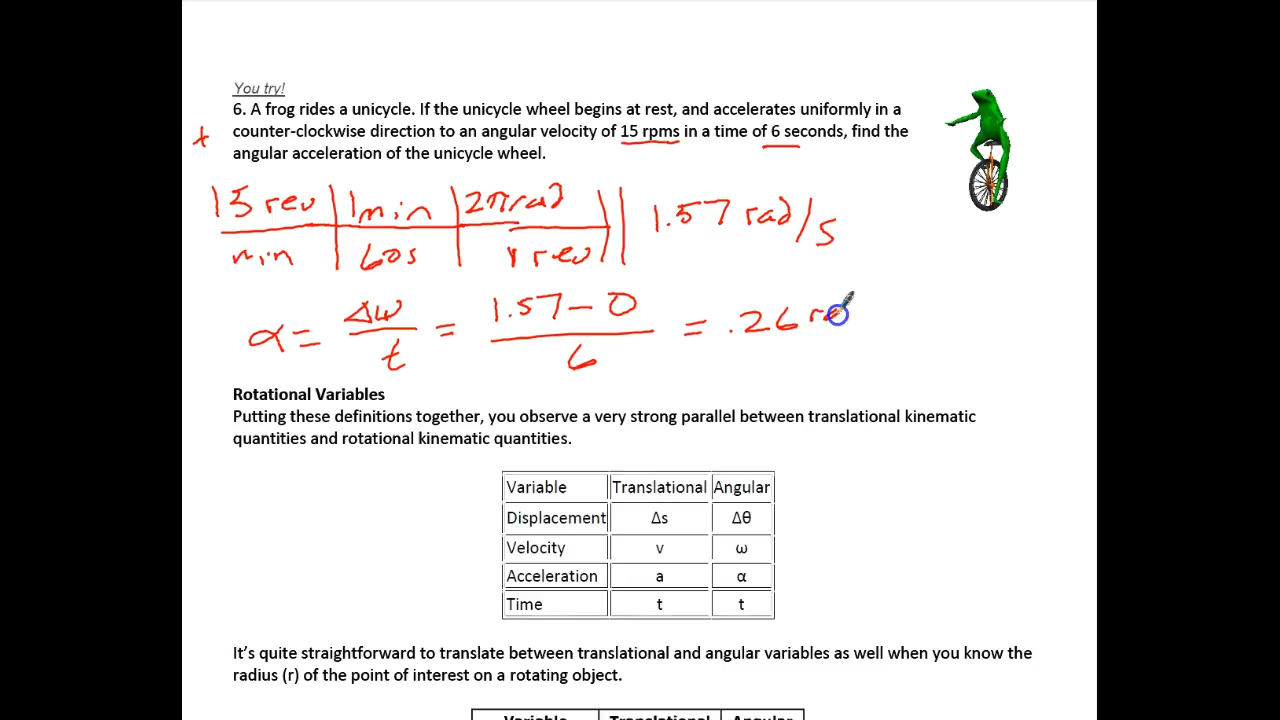 You try!
6. A frog rides a unicycle. If the unicycle wheel begins at rest, and accelerates uniformly in a
+ counter-clockwise direction to an angular velocity of 15 rpms in a time of 6 seconds, find the
angular acceleration of the unicycle wheel.
15 rev | 1 min | 2π rad || 1.57 rad/s
min | 60s | 1 rev
α = Δω/t = 1.57 - 0/6 = .26 ra
Rotational Variables
Putting these definitions together, you observe a very strong parallel between translational kinematic
quantities and rotational kinematic quantities.
Variable Translational Angular
Displacement Δs Δθ
Velocity v ω
Acceleration a α
Time t t
It's quite straightforward to translate between translational and angular variables as well when you know the
radius (r) of the point of interest on a rotating object.
Variable Translational Angular